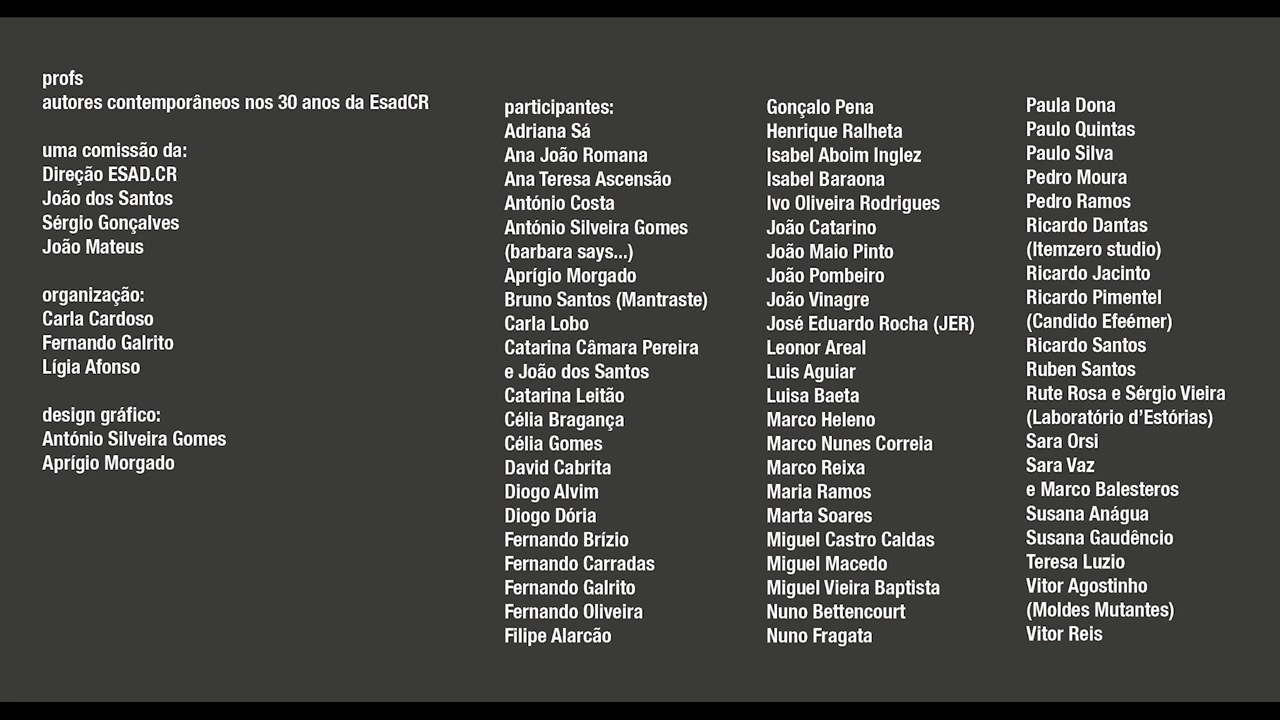 profs
autores contemporâneos nos 30 anos da EsadCR
uma comissão da:
Direção ESAD.CR
João dos Santos
Sérgio Gonçalves
João Mateus
organização:
Carla Cardoso
Fernando Galrito
Lígia Afonso
design gráfico:
António Silveira Gomes
Aprígio Morgado
participantes:
Adriana Sá
Ana João Romana
Ana Teresa Ascensão
António Costa
António Silveira Gomes
(barbara says...)
Aprígio Morgado
Bruno Santos (Mantraste)
Carla Lobo
Catarina Câmara Pereira
e João dos Santos
Catarina Leitão
Célia Bragança
Célia Gomes
David Cabrita
Diogo Alvim
Diogo Dória
Fernando Brízio
Fernando Carradas
Fernando Galrito
Fernando Oliveira
Filipe Alarcão
Gonçalo Pena
Henrique Ralheta
Isabel Aboim Inglez
Isabel Baraona
Ivo Oliveira Rodrigues
João Catarino
João Maio Pinto
João Pombeiro
João Vinagre
José Eduardo Rocha (JER)
Leonor Areal
Luis Aguiar
Luisa Baeta
Marco Heleno
Marco Nunes Correia
Marco Reixa
Maria Ramos
Marta Soares
Miguel Castro Caldas
Miguel Macedo
Miguel Vieira Baptista
Nuno Bettencourt
Nuno Fragata
Paula Dona
Paulo Quintas
Paulo Silva
Pedro Moura
Pedro Ramos
Ricardo Dantas
(Itemzero studio)
Ricardo Jacinto
Ricardo Pimentel
(Candido Efeémer)
Ricardo Santos
Ruben Santos
Rute Rosa e Sérgio Vieira
(Laboratório d’Estórias)
Sara Orsi
Sara Vaz
e Marco Balesteros
Susana Anágua
Susana Gaudêncio
Teresa Luzio
Vitor Agostinho
(Moldes Mutantes)
Vitor Reis